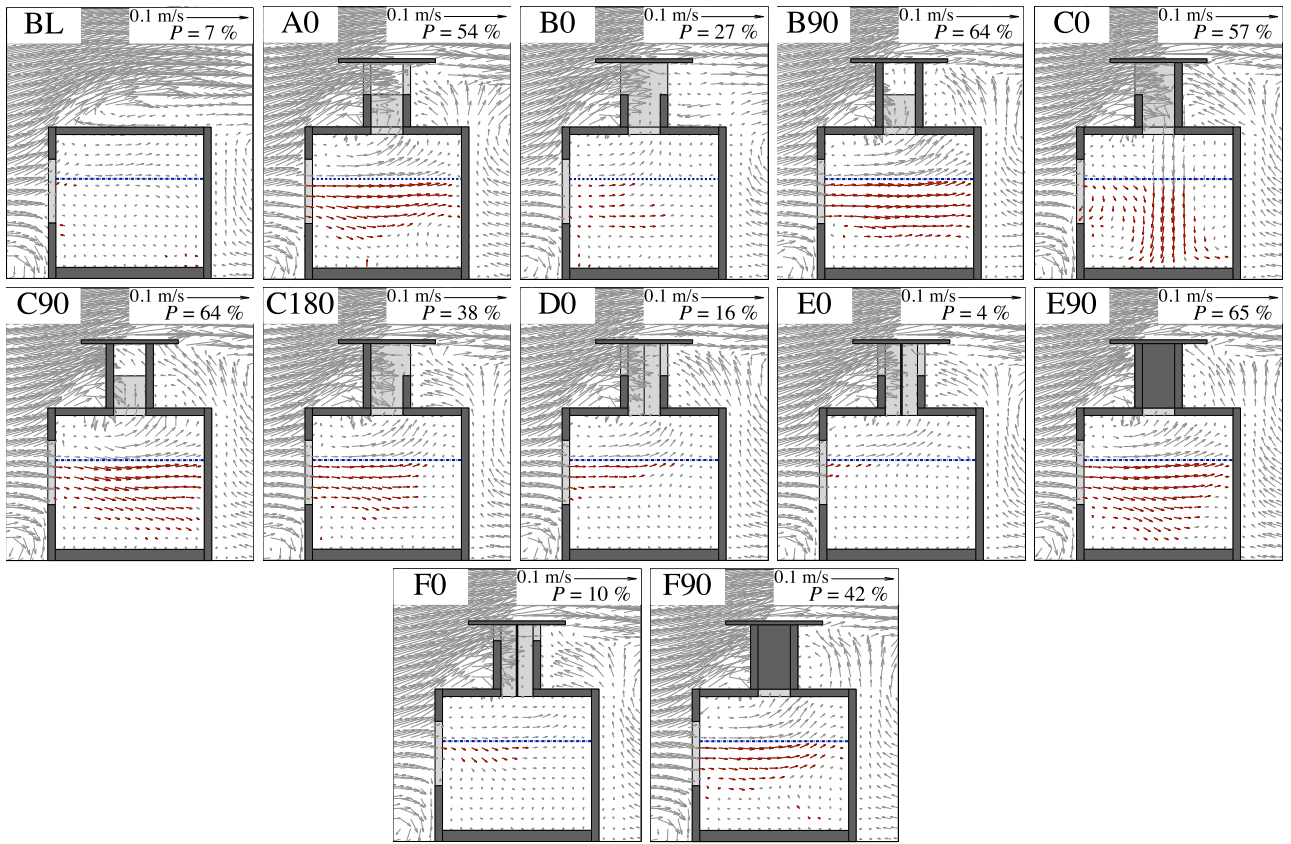 BL 0.1 m/s
P = 7 %
A0 0.1 m/s
P = 54 %
B0 0.1 m/s
P = 27 %
B90 0.1 m/s
P = 64 %
C0 0.1 m/s
P = 57 %
C90 0.1 m/s
P = 64 %
C180 0.1 m/s
P = 38 %
D0 0.1 m/s
P = 16 %
E0 0.1 m/s
P = 4 %
E90 0.1 m/s
P = 65 %
F0 0.1 m/s
P = 10 %
F90 0.1 m/s
P = 42 %